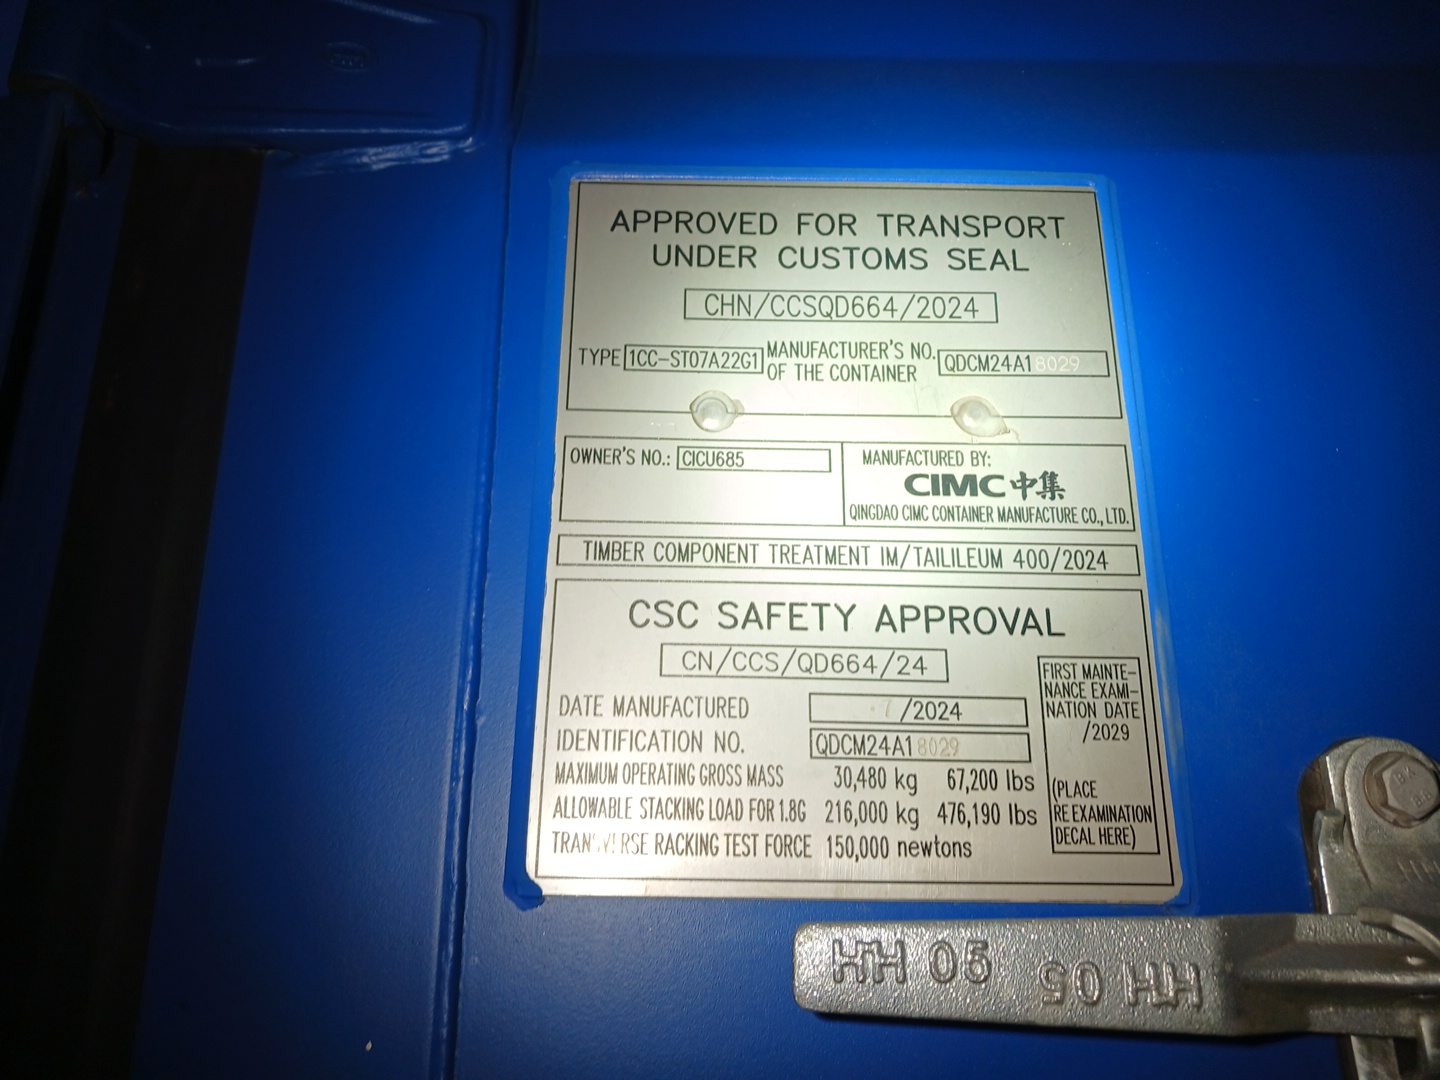 APPROVED FOR TRANSPORT
UNDER CUSTOMS SEAL
CHN/CCSQD664/2024
TYPE 1CC-ST07A22G1 MANUFACTURER'S NO. OF THE CONTAINER QDCM24A18029
OWNER'S NO.: CICU685
MANUFACTURED BY:
CIMC 中集
QINGDAO CIMC CONTAINER MANUFACTURE CO., LTD.
TIMBER COMPONENT TREATMENT IM/TAILILEUM 400/2024
CSC SAFETY APPROVAL
CN/CCS/QD664/24
DATE MANUFACTURED 7/2024
IDENTIFICATION NO. QDCM24A18029
MAXIMUM OPERATING GROSS MASS 30,480 kg 67,200 lbs
ALLOWABLE STACKING LOAD FOR 1.8G 216,000 kg 476,190 lbs
TRANSVERSE RACKING TEST FORCE 150,000 newtons
FIRST MAINTE-
NANCE EXAMI-
NATION DATE
/2029
(PLACE
RE EXAMINATION
DECAL HERE)
HH 05
HH 05